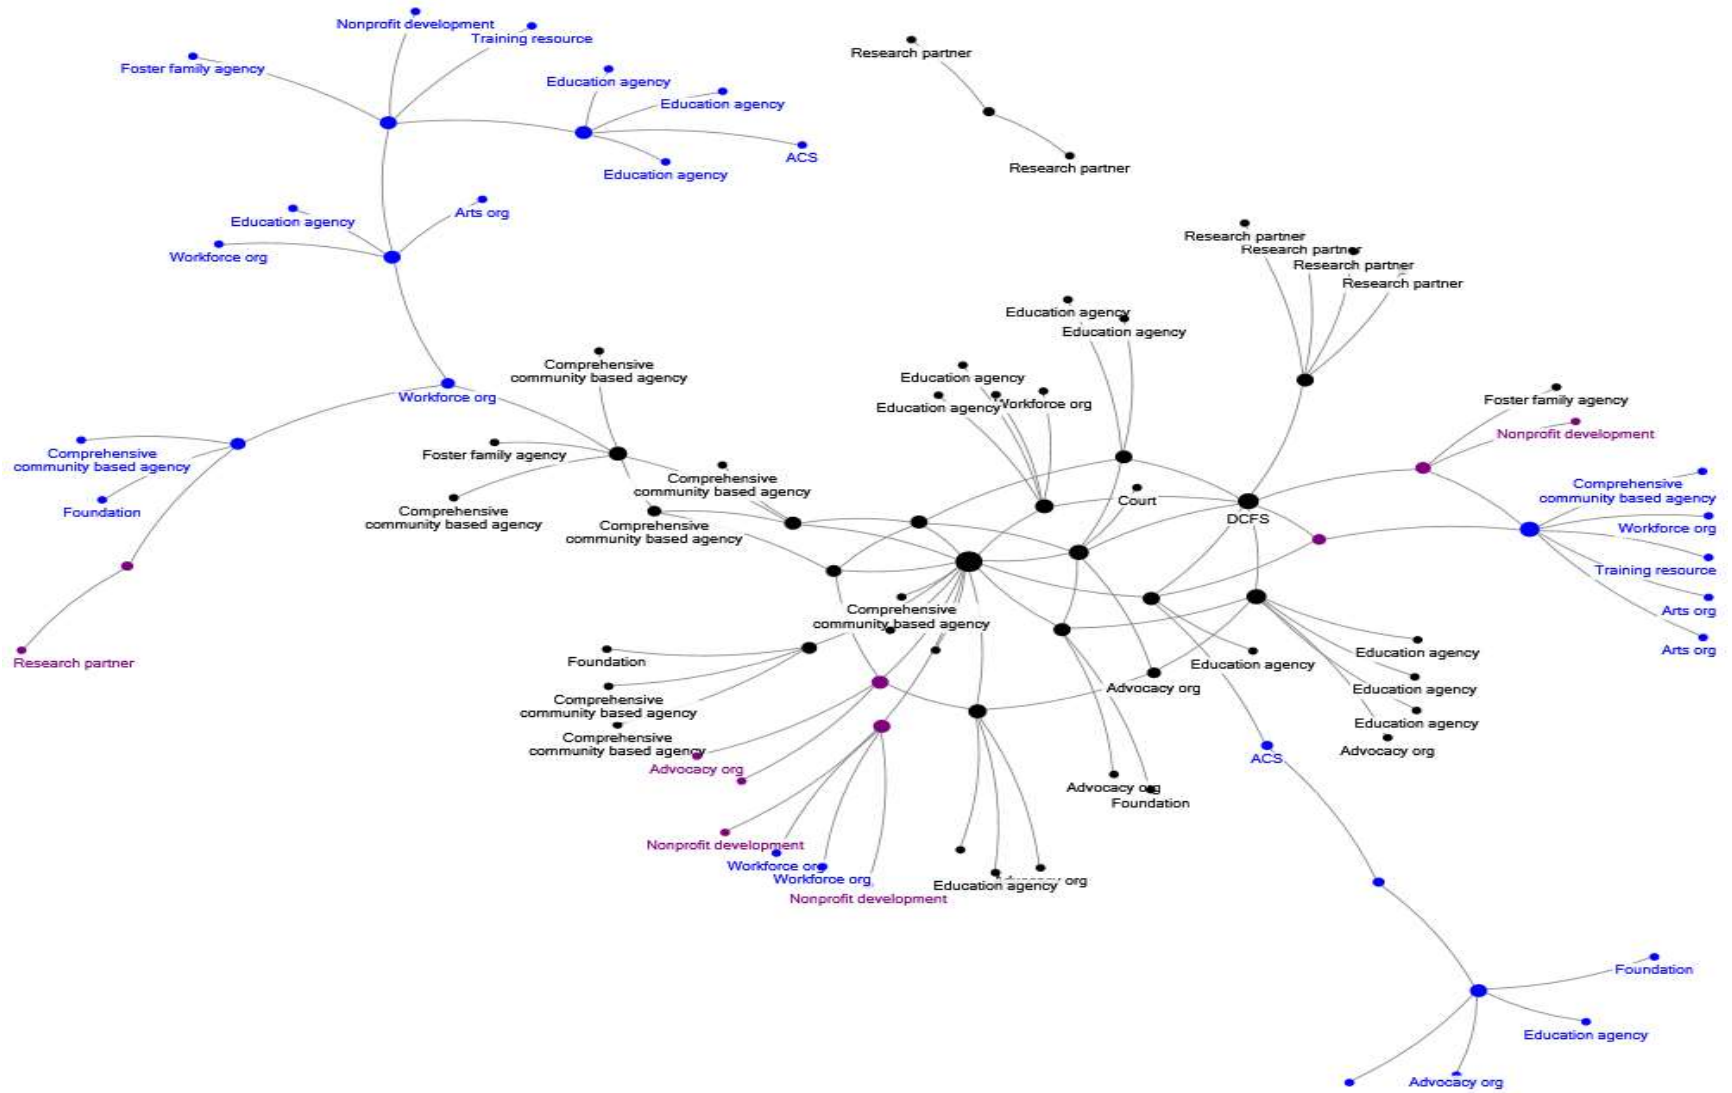 Nonprofit development
Training resource
Foster family agency
Education agency
Education agency
ACS
Education agency
Research partner
Research partner
Education agency
Arts org
Workforce org
Research partner
Research partner
Research partner
Research partner
Education agency
Education agency
Comprehensive
community based agency
Education agency
Education agency
Workforce org
Workforce org
Foster family agency
Nonprofit development
Comprehensive
community based agency
Foundation
Foster family agency
Comprehensive
community based agency
Comprehensive
community based agency
Comprehensive
community based agency
Court
DCFS
Comprehensive
community based agency
Workforce org
Training resource
Arts org
Arts org
Comprehensive
community based agency
Research partner
Foundation
Comprehensive
community based agency
Comprehensive
community based agency
Advocacy org
Education agency
Advocacy org
Education agency
Education agency
Education agency
Advocacy org
ACS
Advocacy org
Foundation
Nonprofit development
Workforce org
Workforce org
Nonprofit development
Education agency
org
Foundation
Education agency
Advocacy org